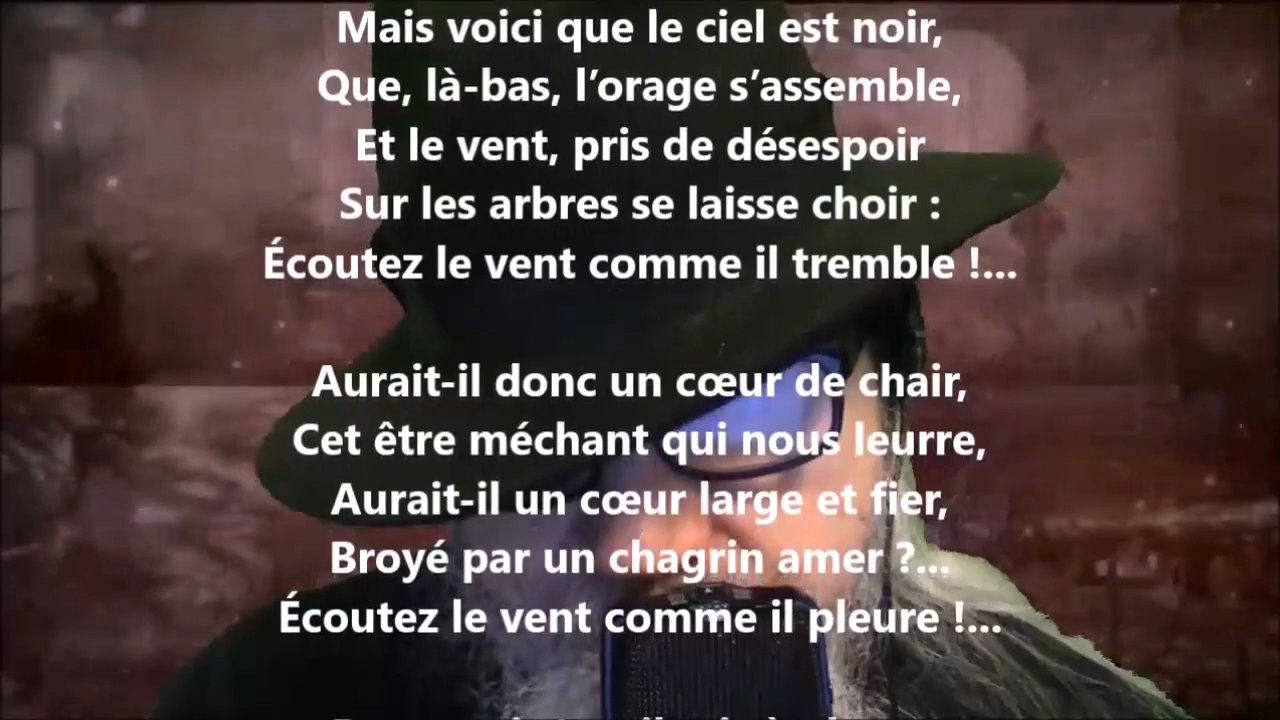 Mais voici que le ciel est noir,
Que, là-bas, l’orage s’assemble,
Et le vent, pris de désespoir
Sur les arbres se laisse choir :
Écoutez le vent comme il tremble !...
Aurait-il donc un cœur de chair,
Cet être méchant qui nous leurre,
Aurait-il un cœur large et fier,
Broyé par un chagrin amer ?...
Écoutez le vent comme il pleure !...